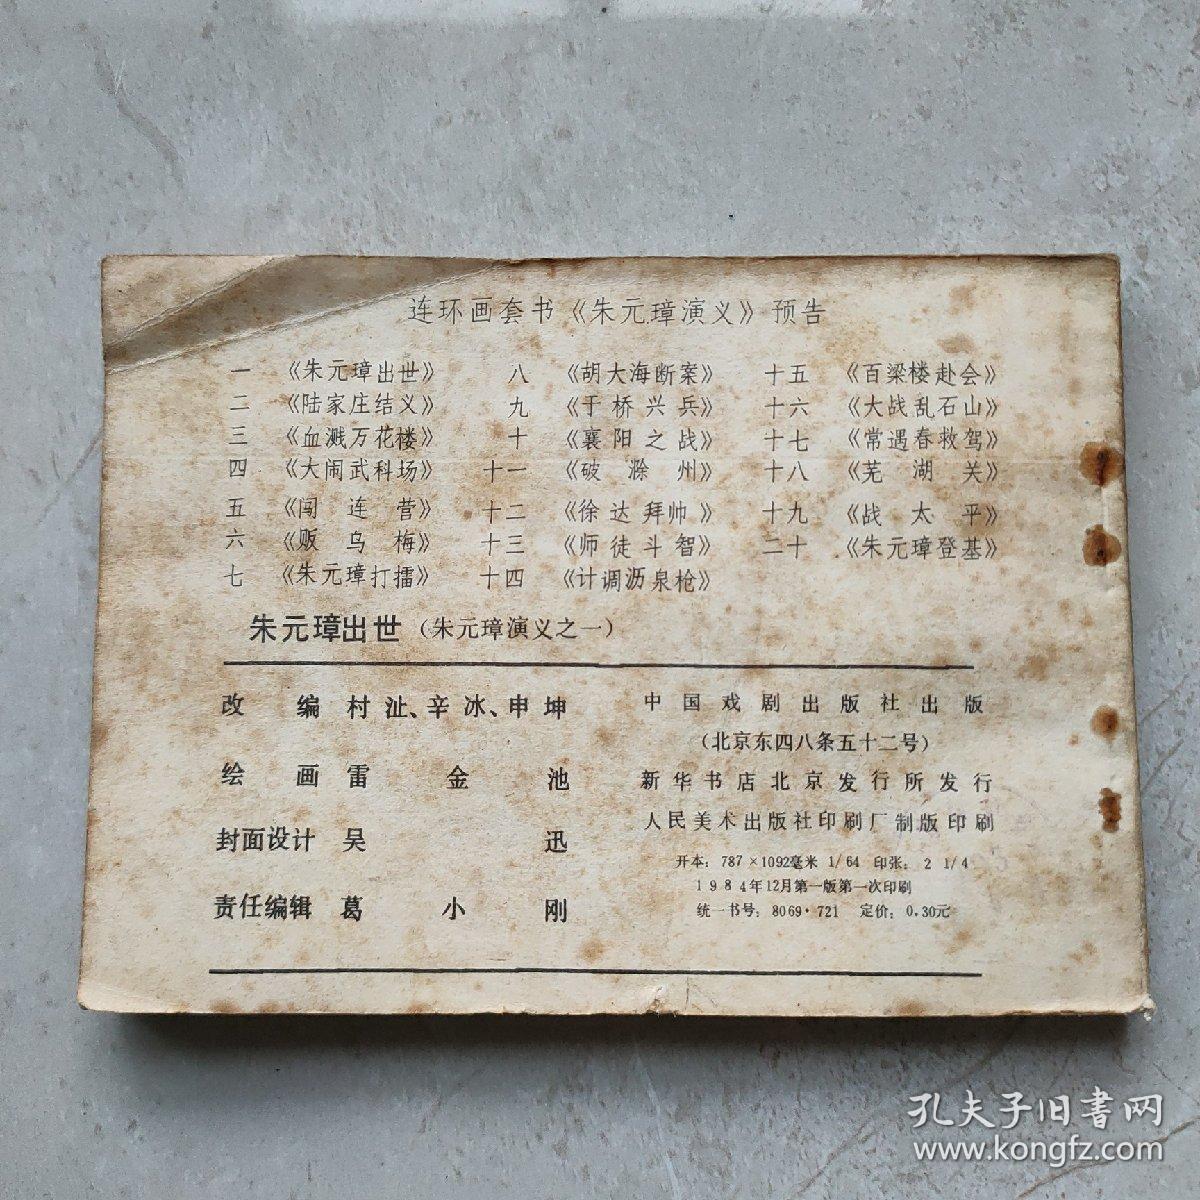 连环画套书《朱元璋演义》预告
一 《朱元璋出世》 八 《胡大海断案》 十五 《百梁楼赴会》
二 《陆家庄结义》 九 《于桥兴兵》 十六 《大战乱石山》
三 《血溅万花楼》 十 《襄阳之战》 十七 《常遇春救驾》
四 《大闹武科场》 十一 《破滁州》 十八 《芜湖关》
五 《闯连营》 十二 《徐达拜帅》 十九 《战太平》
六 《贩乌梅》 十三 《师徒斗智》 二十 《朱元璋登基》
七 《朱元璋打擂》 十四 《计调沥泉枪》
朱元璋出世（朱元璋演义之一）
改编 村沚、辛冰、申坤
绘画 雷金池
封面设计 吴迅
责任编辑 葛小刚
中国戏剧出版社出版
（北京东四八条五十二号）
新华书店北京发行所发行
人民美术出版社印刷厂制版印刷
开本：787×1092毫米 1/64 印张：2 1/4
1984年12月第一版第一次印刷
统一书号：8069·721 定价：0.30元
孔夫子旧书网
www.kongfz.com